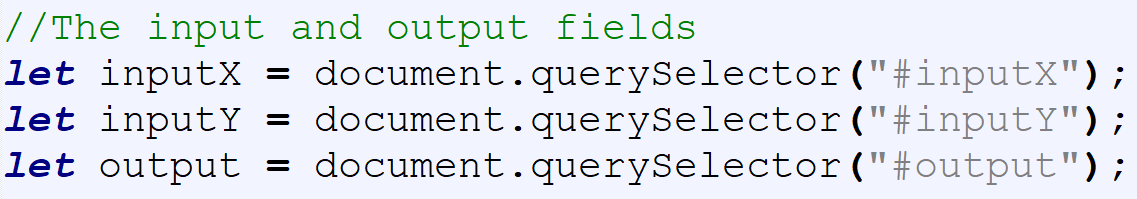 //The input and output fields
let inputX = document.querySelector("#inputX");
let inputY = document.querySelector("#inputY");
let output = document.querySelector("#output");